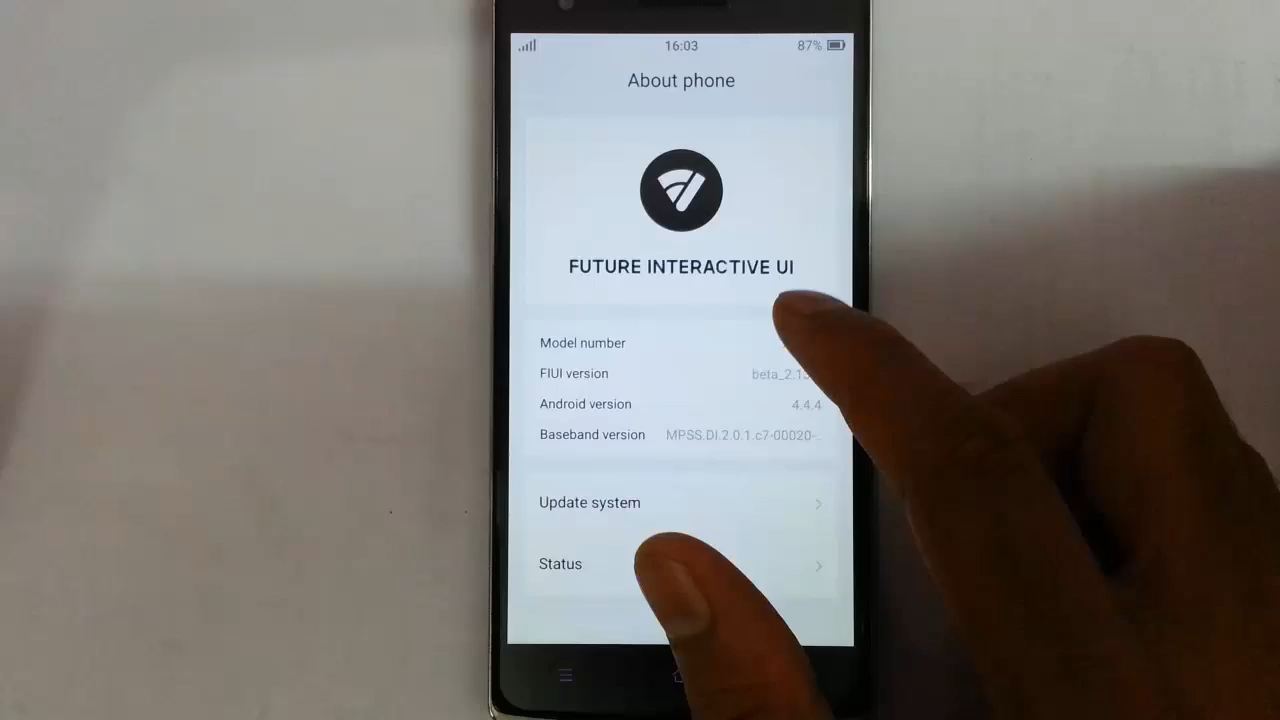 16:03
87%
About phone
FUTURE INTERACTIVE UI
Model number
FIUI version
Android version 4.4.4
Baseband version MPSS.DI.2.0.1.c7-00020-..
Update system
Status